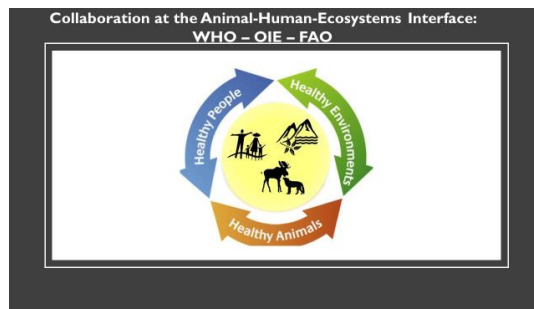 Collaboration at the Animal-Human-Ecosystems Interface:
WHO – OIE – FAO
Healthy People
Healthy Environments
Healthy Animals